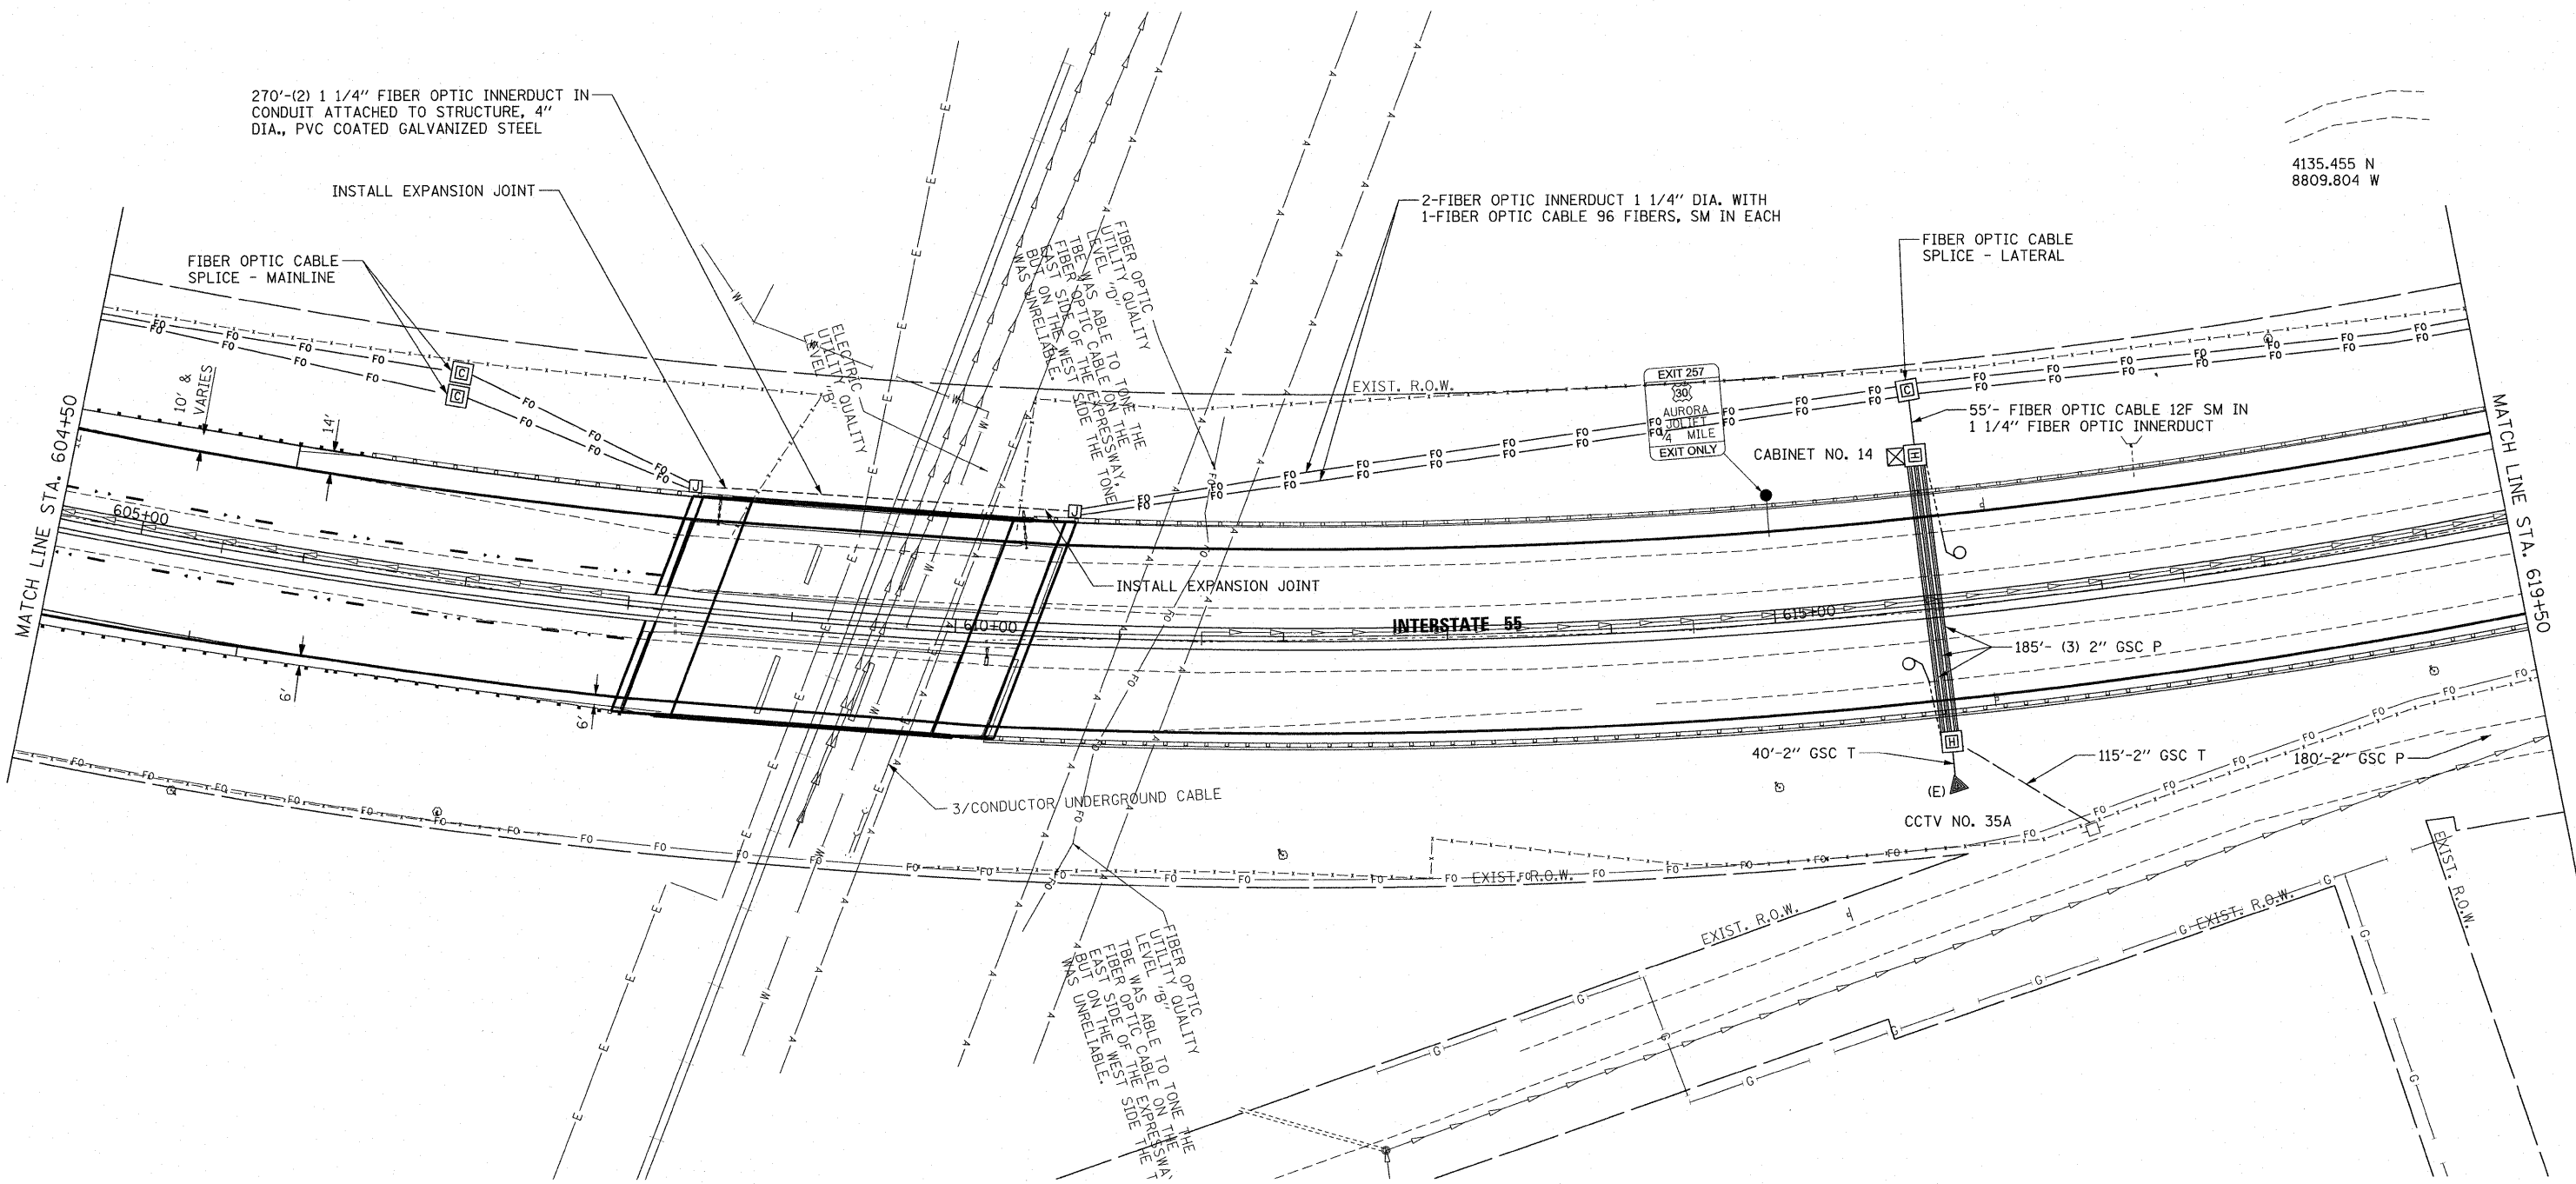 270'-(2) 1 1/4" FIBER OPTIC INNERDUCT IN
CONDUIT ATTACHED TO STRUCTURE, 4"
DIA., PVC COATED GALVANIZED STEEL
INSTALL EXPANSION JOINT
FIBER OPTIC CABLE
SPLICE - MAINLINE
2-FIBER OPTIC INNERDUCT 1 1/4" DIA. WITH
1-FIBER OPTIC CABLE 96 FIBERS, SM IN EACH
4135.455 N
8809.804 W
FIBER OPTIC CABLE
SPLICE - LATERAL
FIBER OPTIC
UTILITY QUALITY
LEVEL "D"
TBE WAS ABLE TO TONE THE
FIBER OPTIC CABLE ON THE
EAST SIDE OF THE EXPRESSWAY,
BUT ON THE WEST SIDE THE TONE
WAS UNRELIABLE.
ELECTRIC
UTILITY QUALITY
LEVEL "B"
EXIST. R.O.W.
EXIT 257
30
AURORA
JOLIET
1/4 MILE
EXIT ONLY
C
C
C
J
J
H
H
10' &
VARIES
14'
55'- FIBER OPTIC CABLE 12F SM IN
1 1/4" FIBER OPTIC INNERDUCT
CABINET NO. 14
MATCH LINE STA. 604+50
MATCH LINE STA. 619+50
605+00
610+00
615+00
INSTALL EXPANSION JOINT
INTERSTATE 55
185'- (3) 2" GSC P
6'
6'
40'-2" GSC T
115'-2" GSC T
180'-2" GSC P
(E)
CCTV NO. 35A
3/CONDUCTOR UNDERGROUND CABLE
EXIST. R.O.W.
EXIST. R.O.W.
EXIST. R.O.W.
EXIST. R.O.W.
FIBER OPTIC
UTILITY QUALITY
LEVEL "B"
TBE WAS ABLE TO TONE THE
FIBER OPTIC CABLE ON THE
EAST SIDE OF THE EXPRESSWA
BUT ON THE WEST SIDE THE T
WAS UNRELIABLE.